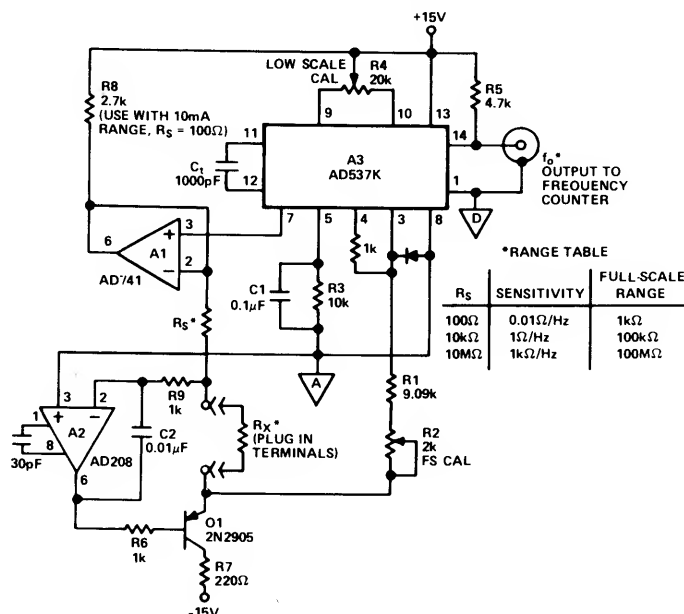 +15V
R4
20k
LOW SCALE
CAL
R8
2.7k
(USE WITH 10mA
RANGE, RS = 100Ω)
R5
4.7k
9
10
13
11
14
Ct
1000pF
A3
AD537K
12
1
fo*
OUTPUT TO
FREQUENCY
COUNTER
7
5
4
3
8
D
6
A1
+ 3
− 2
AD741
1k
C1
0.1μF
R3
10k
RS*
A
*RANGE TABLE
RS SENSITIVITY FULL-SCALE RANGE
100Ω 0.01Ω/Hz 1kΩ
10kΩ 1Ω/Hz 100kΩ
10MΩ 1kΩ/Hz 100MΩ
3
2
R9
1k
+ −
1
8
A2
30pF
AD208
6
C2
0.01μF
RX*
(PLUG IN
TERMINALS)
R1
9.09k
R2
2k
FS CAL
R6
1k
Q1
2N2905
R7
220Ω
-15V